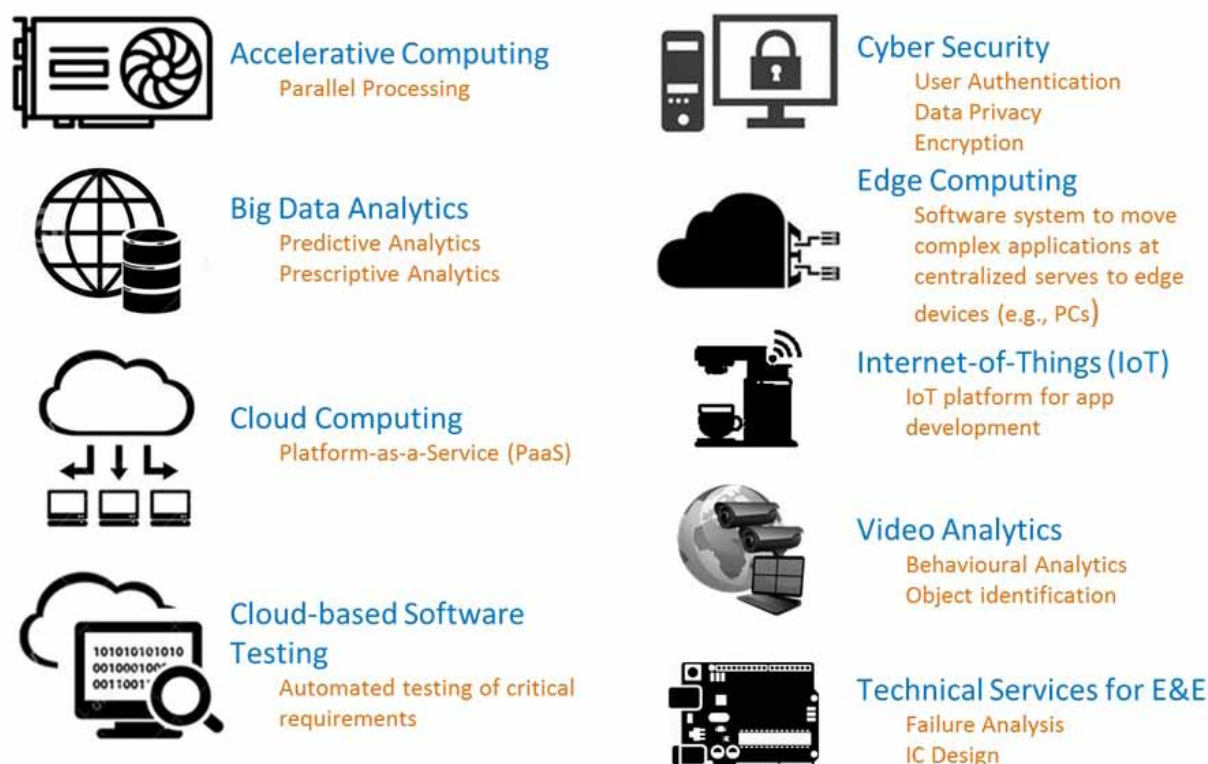 Accelerative Computing
Parallel Processing
Big Data Analytics
Predictive Analytics
Prescriptive Analytics
Cloud Computing
Platform-as-a-Service (PaaS)
101010101010
001000100
00110011
Cloud-based Software
Testing
Automated testing of critical
requirements
Cyber Security
User Authentication
Data Privacy
Encryption
Edge Computing
Software system to move
complex applications at
centralized serves to edge
devices (e.g., PCs)
Internet-of-Things (IoT)
IoT platform for app
development
Video Analytics
Behavioural Analytics
Object identification
Technical Services for E&E
Failure Analysis
IC Design